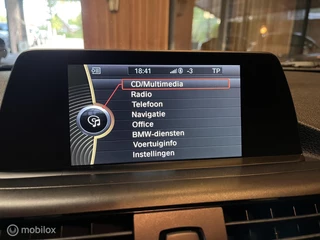 18:41 -3 TP
CD/Multimedia
Radio
Telefoon
Navigatie
Office
BMW-diensten
Voertuiginfo
Instellingen
mobilox